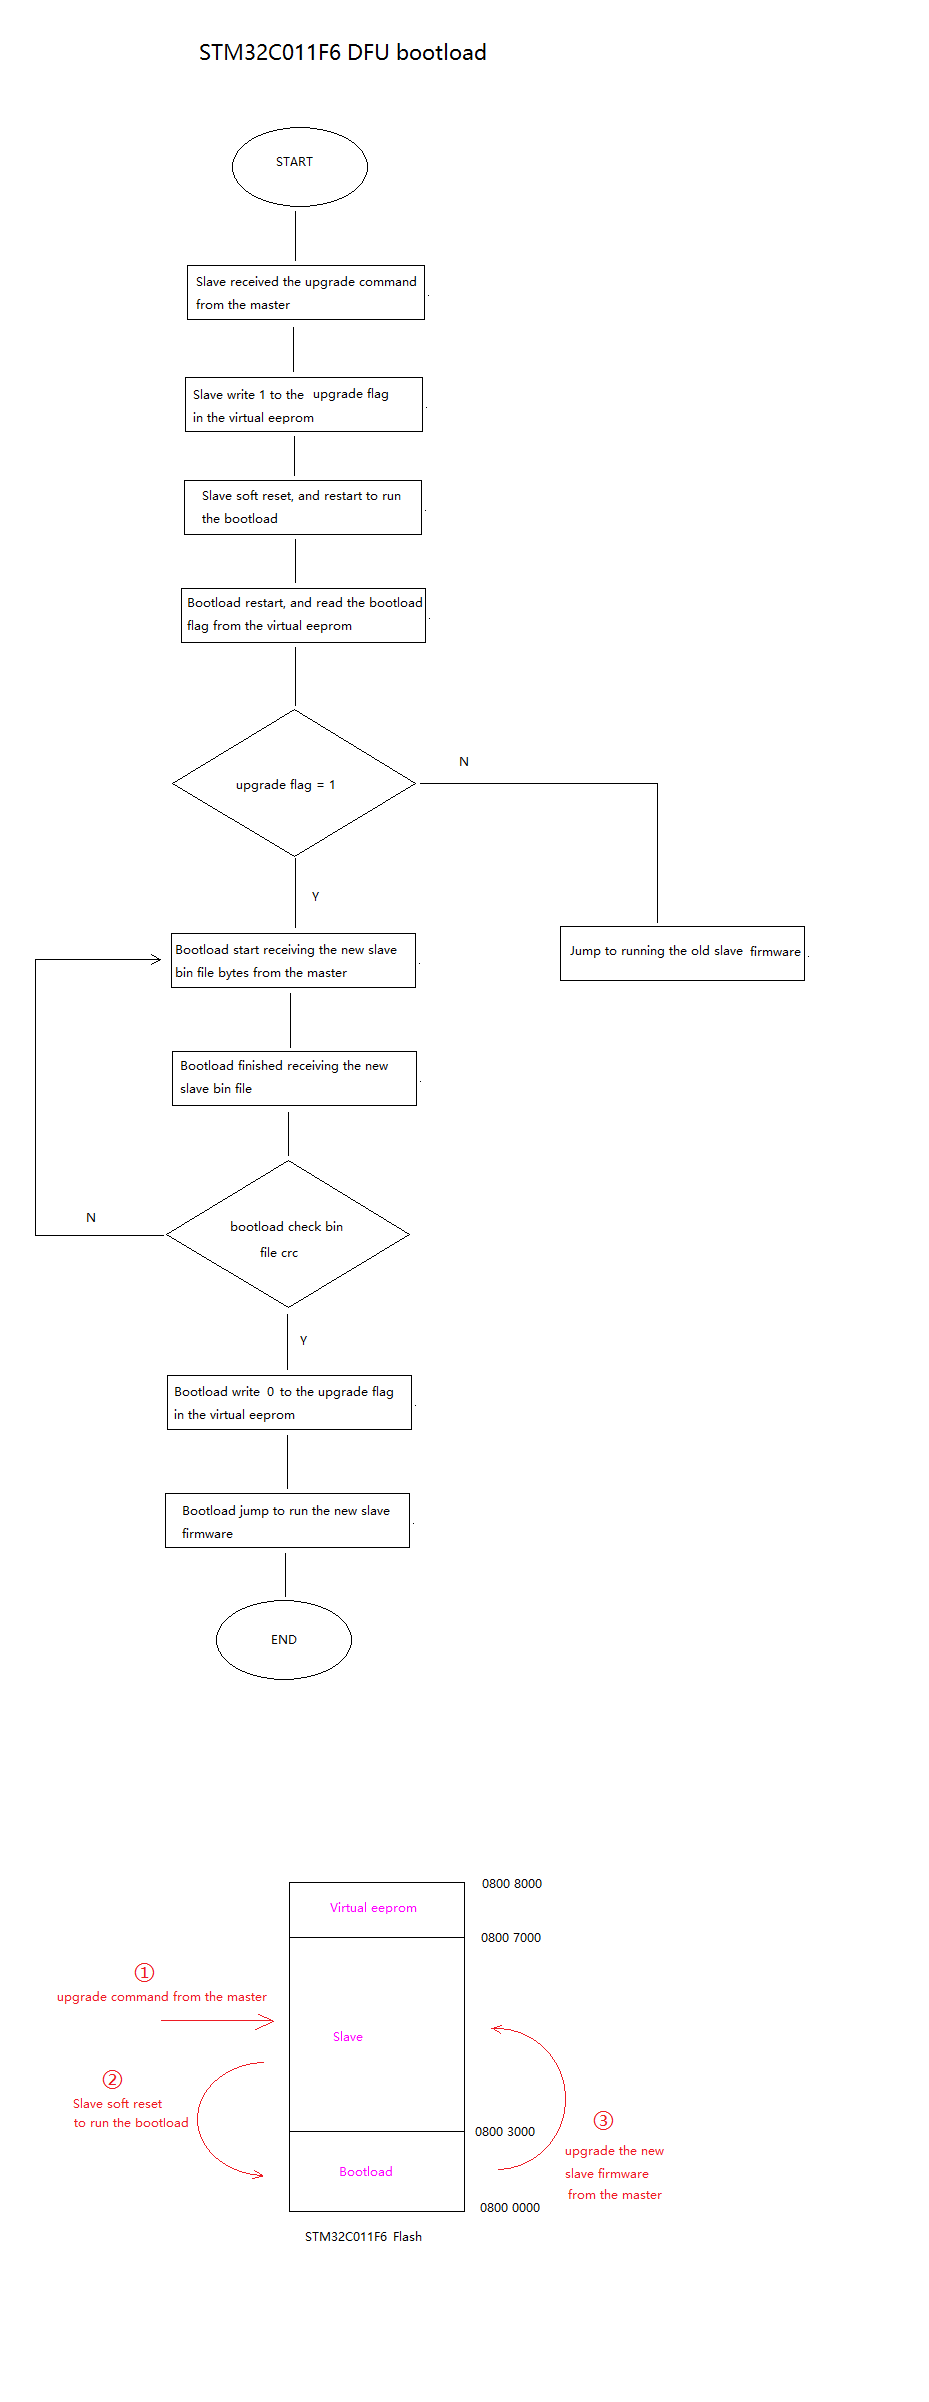 STM32C011F6 DFU bootload
START
Slave received the upgrade command
from the master
Slave write 1 to the upgrade flag
in the virtual eeprom
Slave soft reset, and restart to run
the bootload
Bootload restart, and read the bootload
flag from the virtual eeprom
upgrade flag = 1
N
Y
Bootload start receiving the new slave
bin file bytes from the master
Jump to running the old slave firmware
Bootload finished receiving the new
slave bin file
bootload check bin
file crc
N
Y
Bootload write 0 to the upgrade flag
in the virtual eeprom
Bootload jump to run the new slave
firmware
END
0800 8000
Virtual eeprom
0800 7000
①
upgrade command from the master
Slave
②
Slave soft reset
to run the bootload
③
0800 3000
upgrade the new
slave firmware
from the master
Bootload
0800 0000
STM32C011F6 Flash